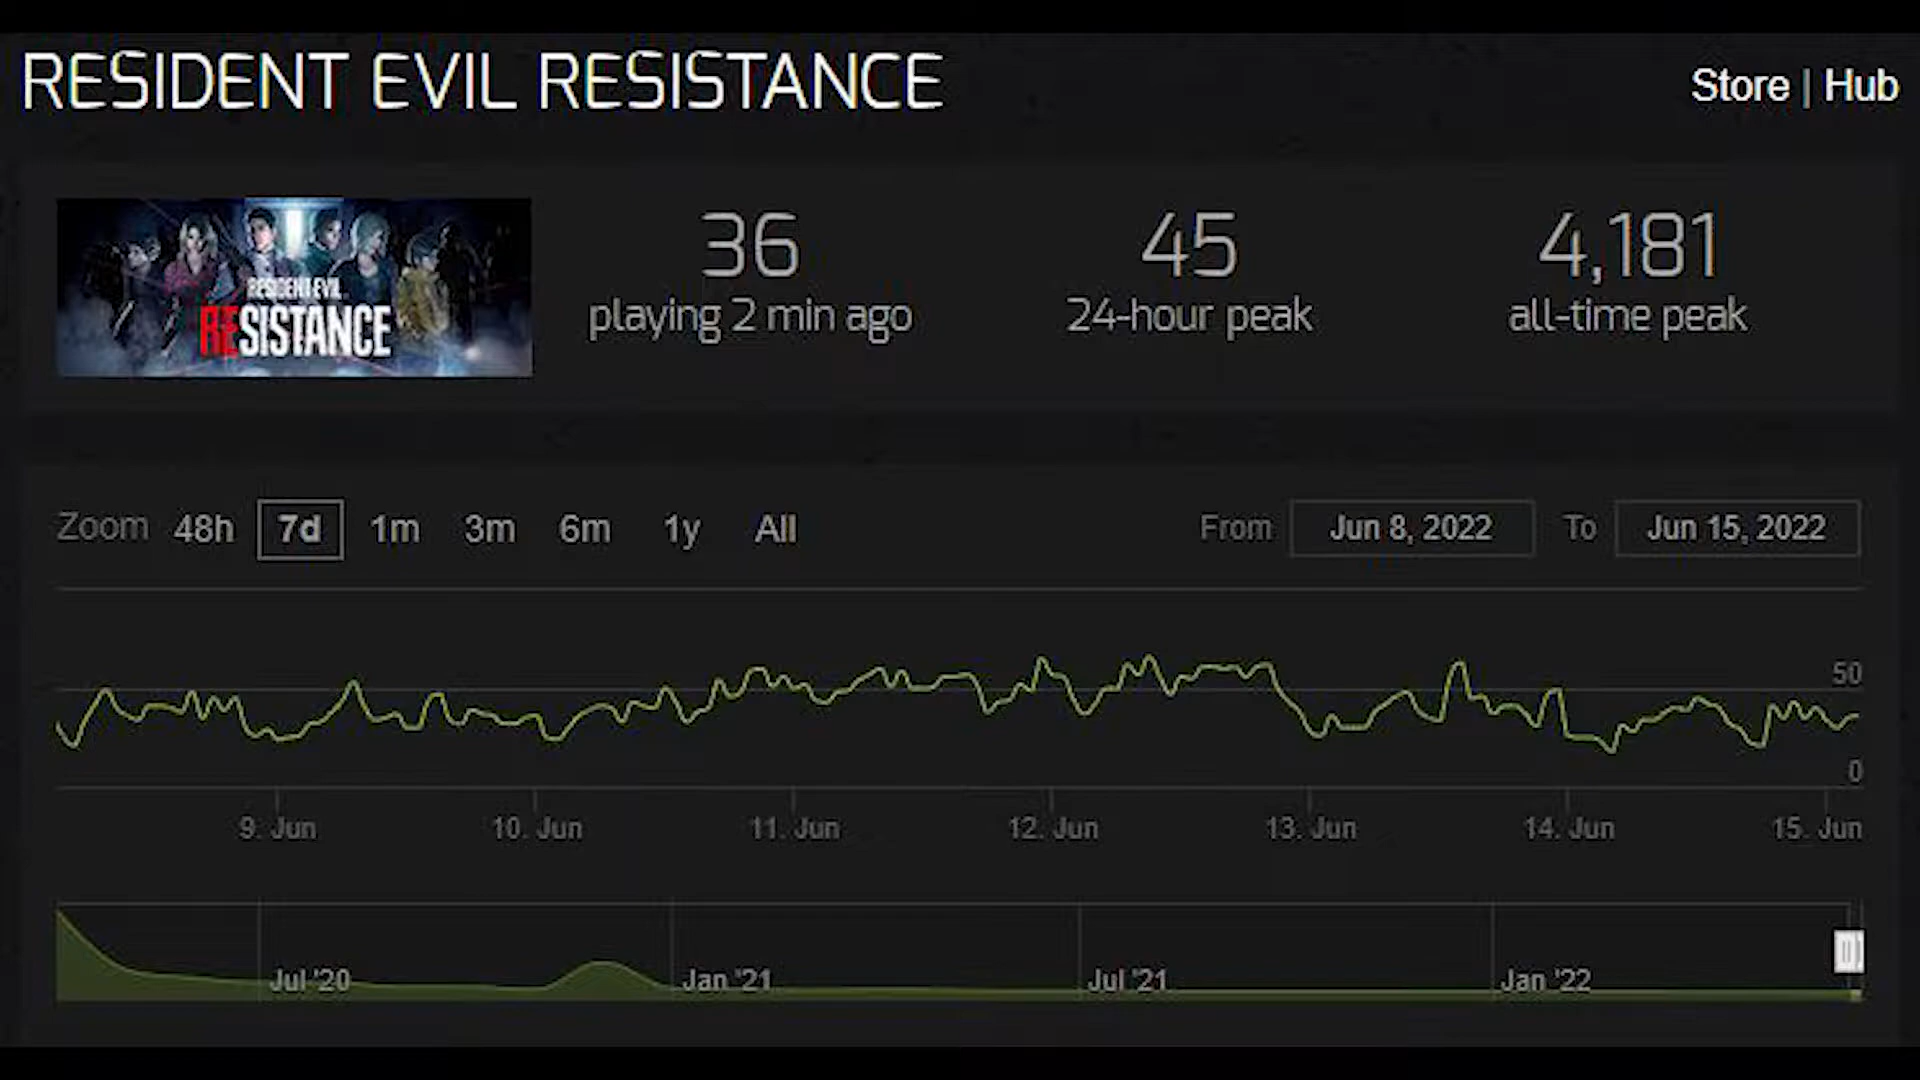 RESIDENT EVIL RESISTANCE
Store | Hub
RESIDENT EVIL
RESISTANCE
36
playing 2 min ago
45
24-hour peak
4,181
all-time peak
Zoom 48h 7d 1m 3m 6m 1y All
From Jun 8, 2022 To Jun 15, 2022
50
0
9. Jun 10. Jun 11. Jun 12. Jun 13. Jun 14. Jun 15. Jun
Jul '20 Jan '21 Jul '21 Jan '22